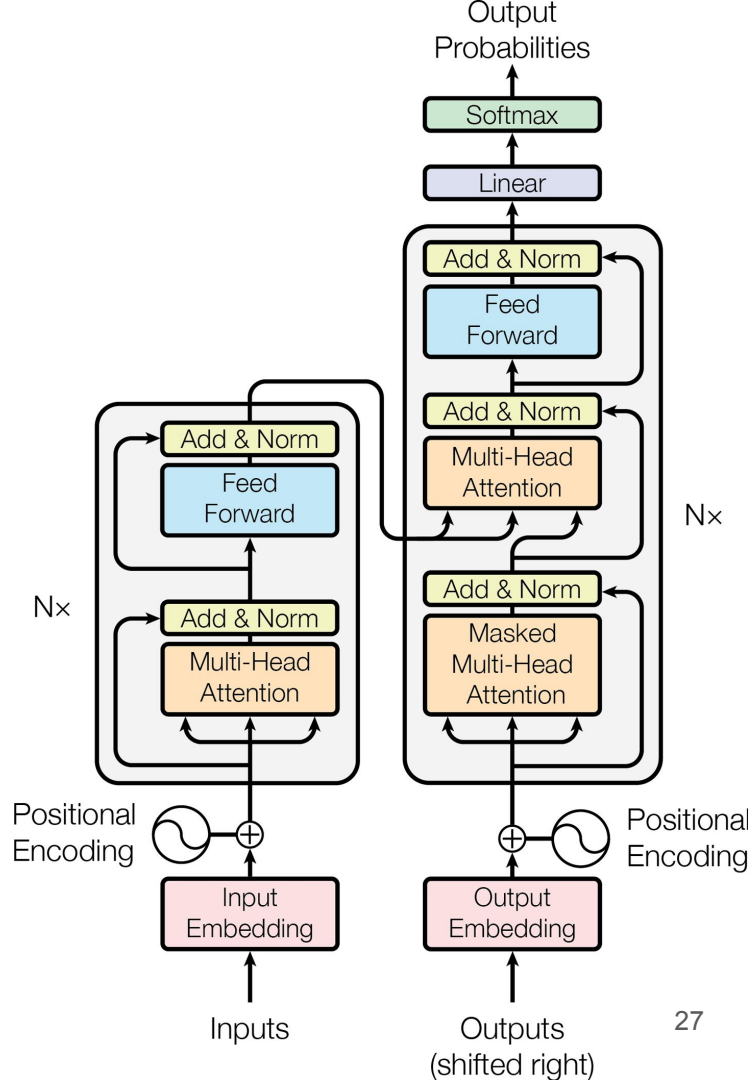 Output
Probabilities
Softmax
Linear
Add & Norm
Feed
Forward
Add & Norm
Multi-Head
Attention
Nx
Add & Norm
Masked
Multi-Head
Attention
Positional
Encoding
Output
Embedding
Outputs
(shifted right)
Add & Norm
Feed
Forward
Nx
Add & Norm
Multi-Head
Attention
Positional
Encoding
Input
Embedding
Inputs
27